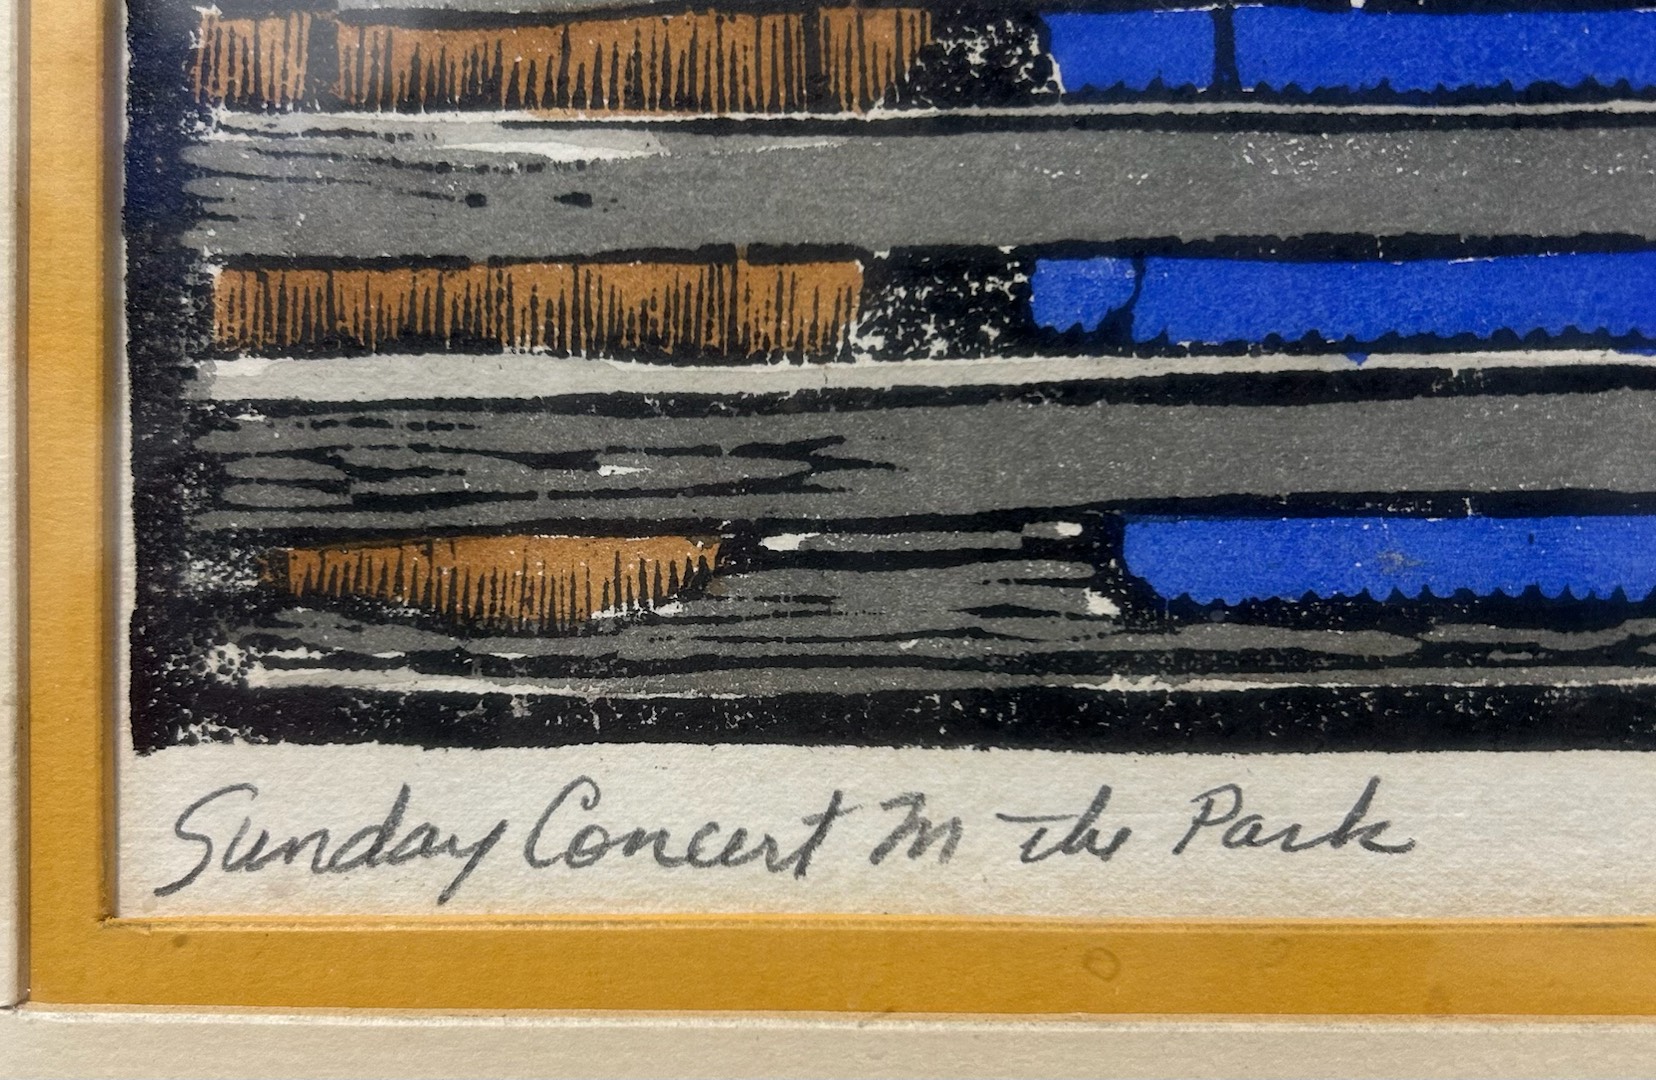 Sunday Concert In the Park